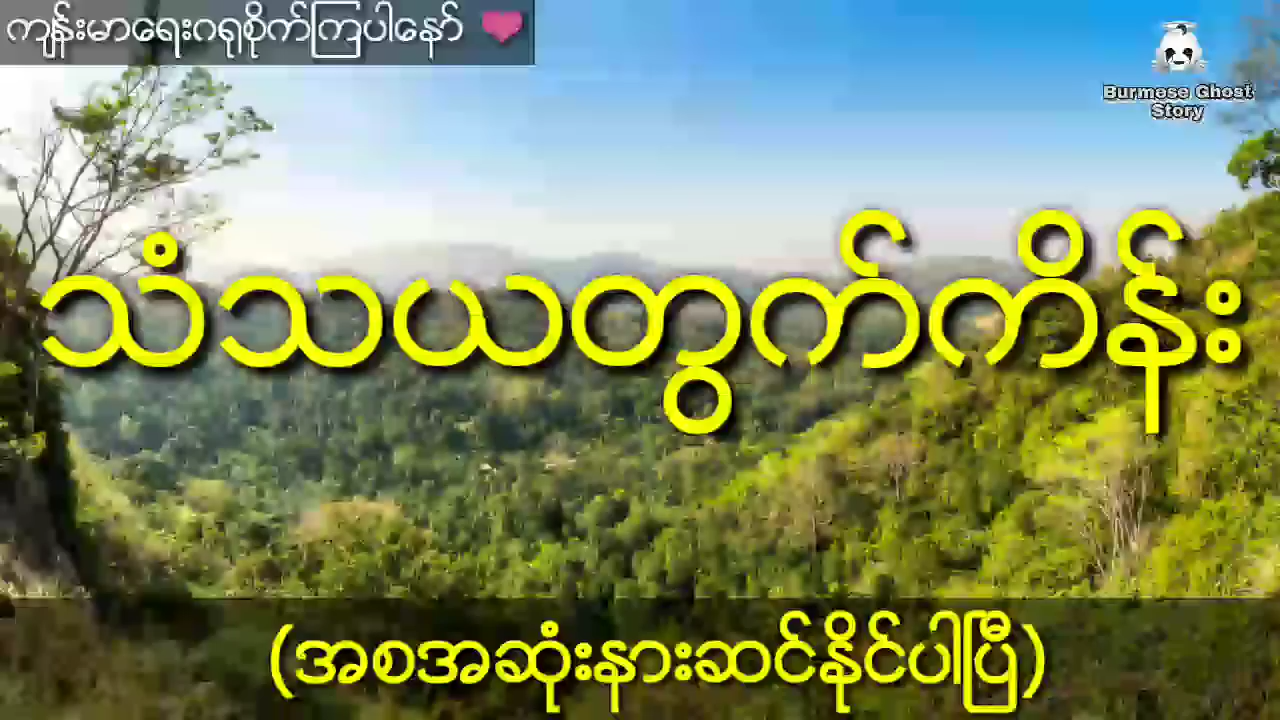 ကျန်းမာရေးဂရုစိုက်ကြပါနော် ❤
Burmese Ghost
Story
သံသယတွက်ကိန်း
(အစအဆုံးနားဆင်နိုင်ပါပြီ)